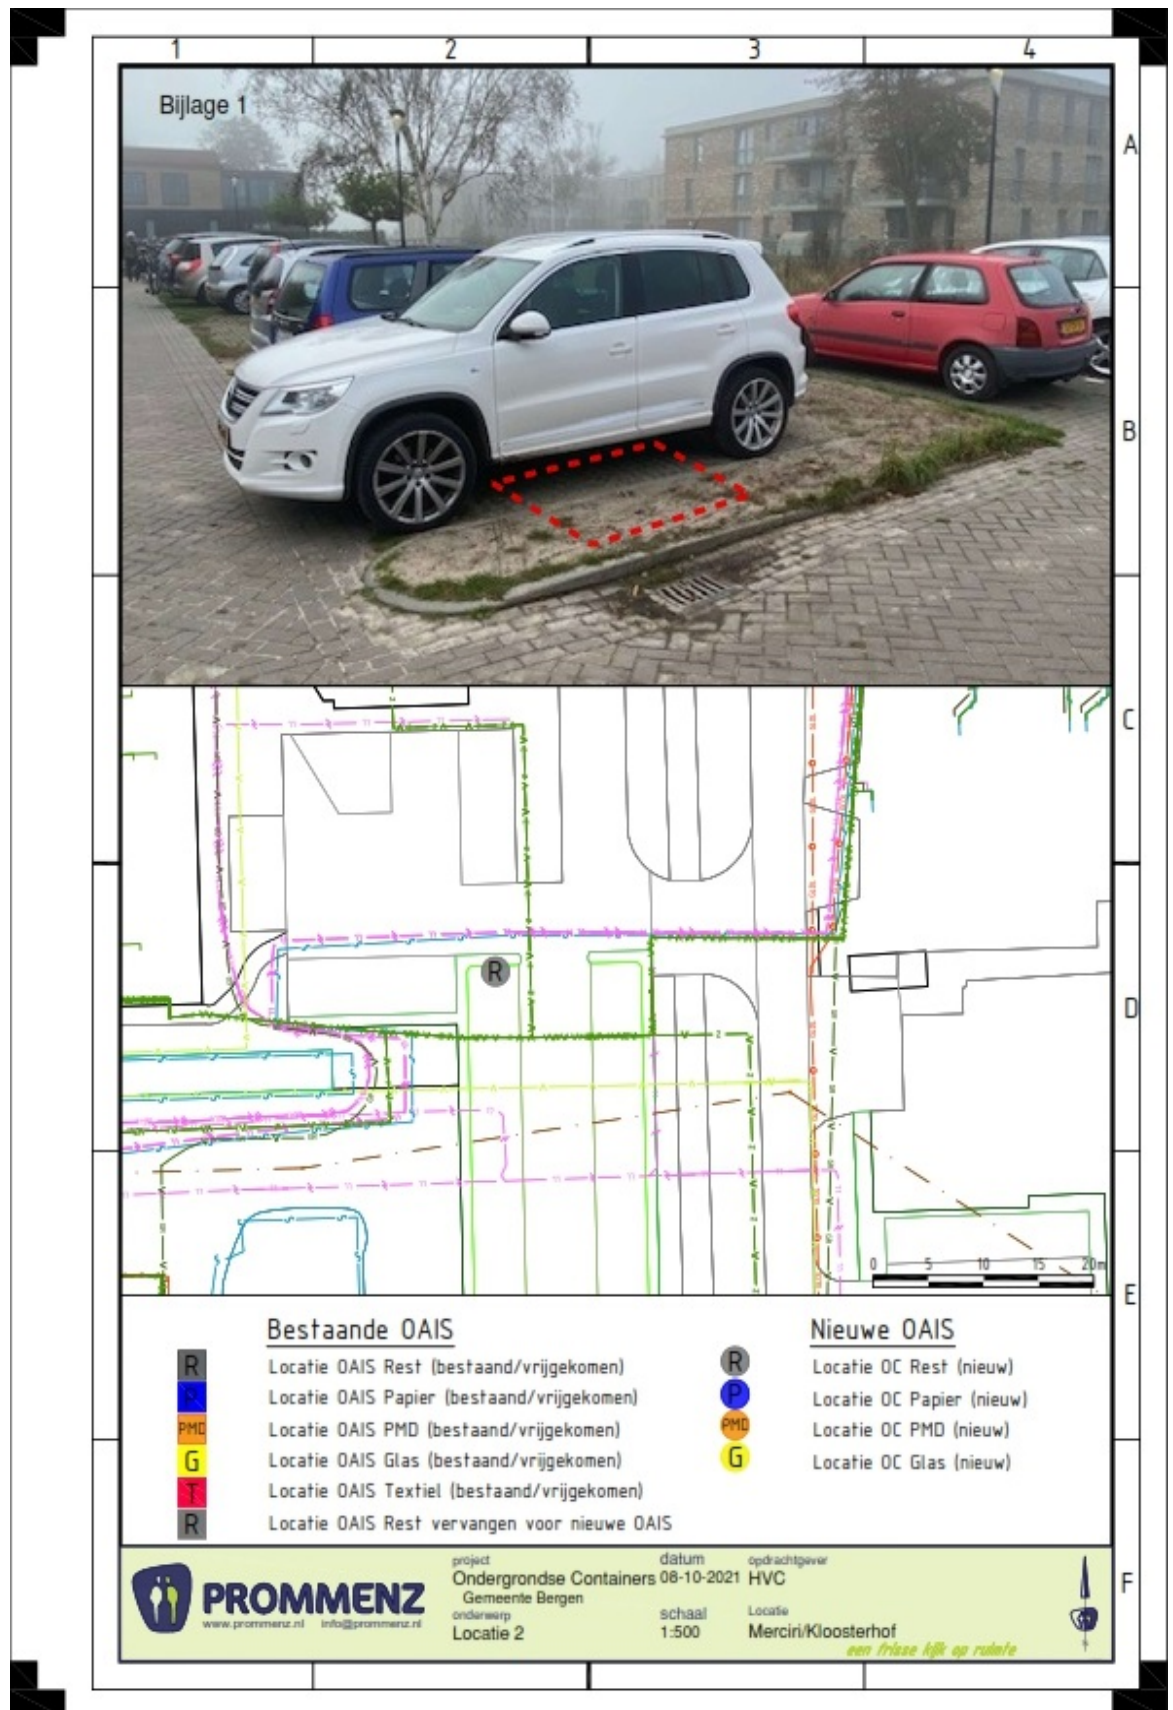 1 2 3 4
Bijlage 1
A
B
C
D
E
F
R
0 5 10 15 20m
Bestaande OAIS
R Locatie OAIS Rest (bestaand/vrijgekomen)
P Locatie OAIS Papier (bestaand/vrijgekomen)
PMD Locatie OAIS PMD (bestaand/vrijgekomen)
G Locatie OAIS Glas (bestaand/vrijgekomen)
T Locatie OAIS Textiel (bestaand/vrijgekomen)
R Locatie OAIS Rest vervangen voor nieuwe OAIS
Nieuwe OAIS
R Locatie OC Rest (nieuw)
P Locatie OC Papier (nieuw)
PMD Locatie OC PMD (nieuw)
G Locatie OC Glas (nieuw)
PROMMENZ
www.prommenz.nl info@prommenz.nl
project
Ondergrondse Containers
Gemeente Bergen
onderwerp
Locatie 2
datum
08-10-2021
schaal
1:500
opdrachtgever
HVC
Locatie
Merciri/Kloosterhof
een frisse kijk op ruimte